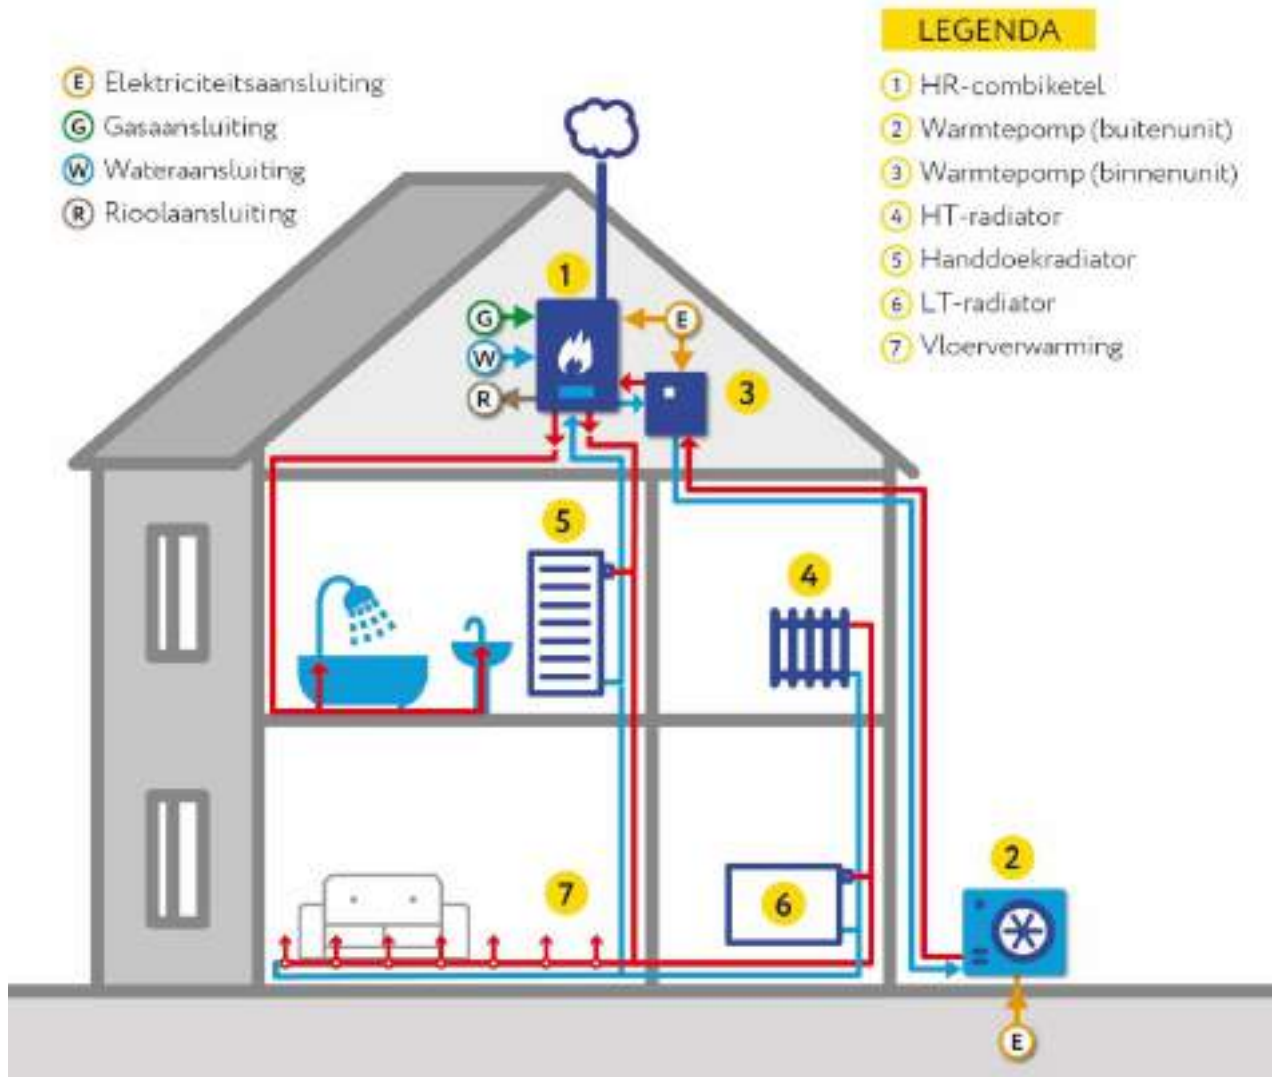 LEGENDA
E Elektriciteitsaansluiting
G Gasaansluiting
W Wateraansluiting
R Rioolaansluiting
1 HR-combiketel
2 Warmtepomp (buitenunit)
3 Warmtepomp (binnenunit)
4 HT-radiator
5 Handdoekradiator
6 LT-radiator
7 Vloerverwarming
1
G
E
W
R
3
5
4
7
6
2
E